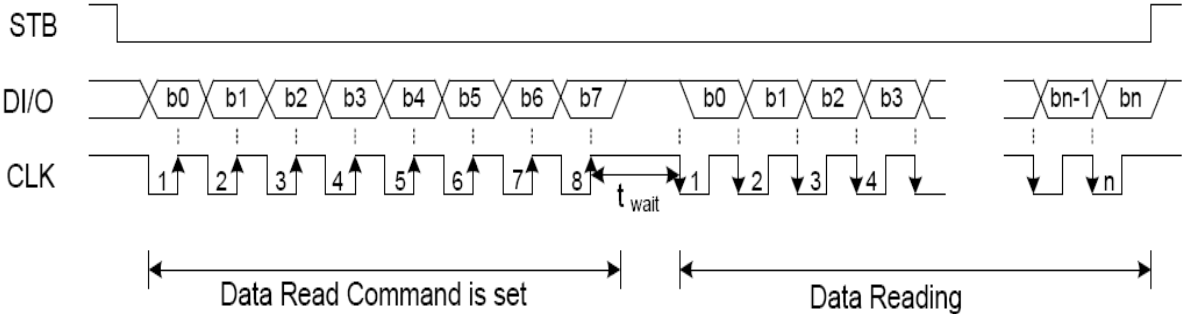 STB
DI/O b0 b1 b2 b3 b4 b5 b6 b7 b0 b1 b2 b3 bn-1 bn
CLK 1 2 3 4 5 6 7 8 1 2 3 4 n
t wait
Data Read Command is set Data Reading